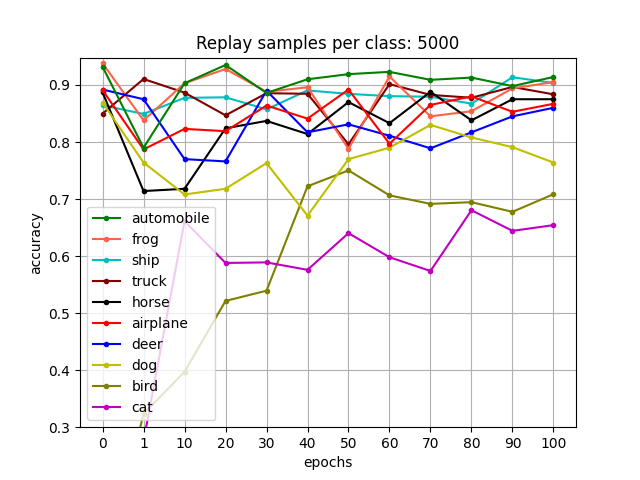 Replay samples per class: 5000
accuracy
0.9
0.8
0.7
0.6
0.5
0.4
0.3
automobile
frog
ship
truck
horse
airplane
deer
dog
bird
cat
0 1 10 20 30 40 50 60 70 80 90 100
epochs